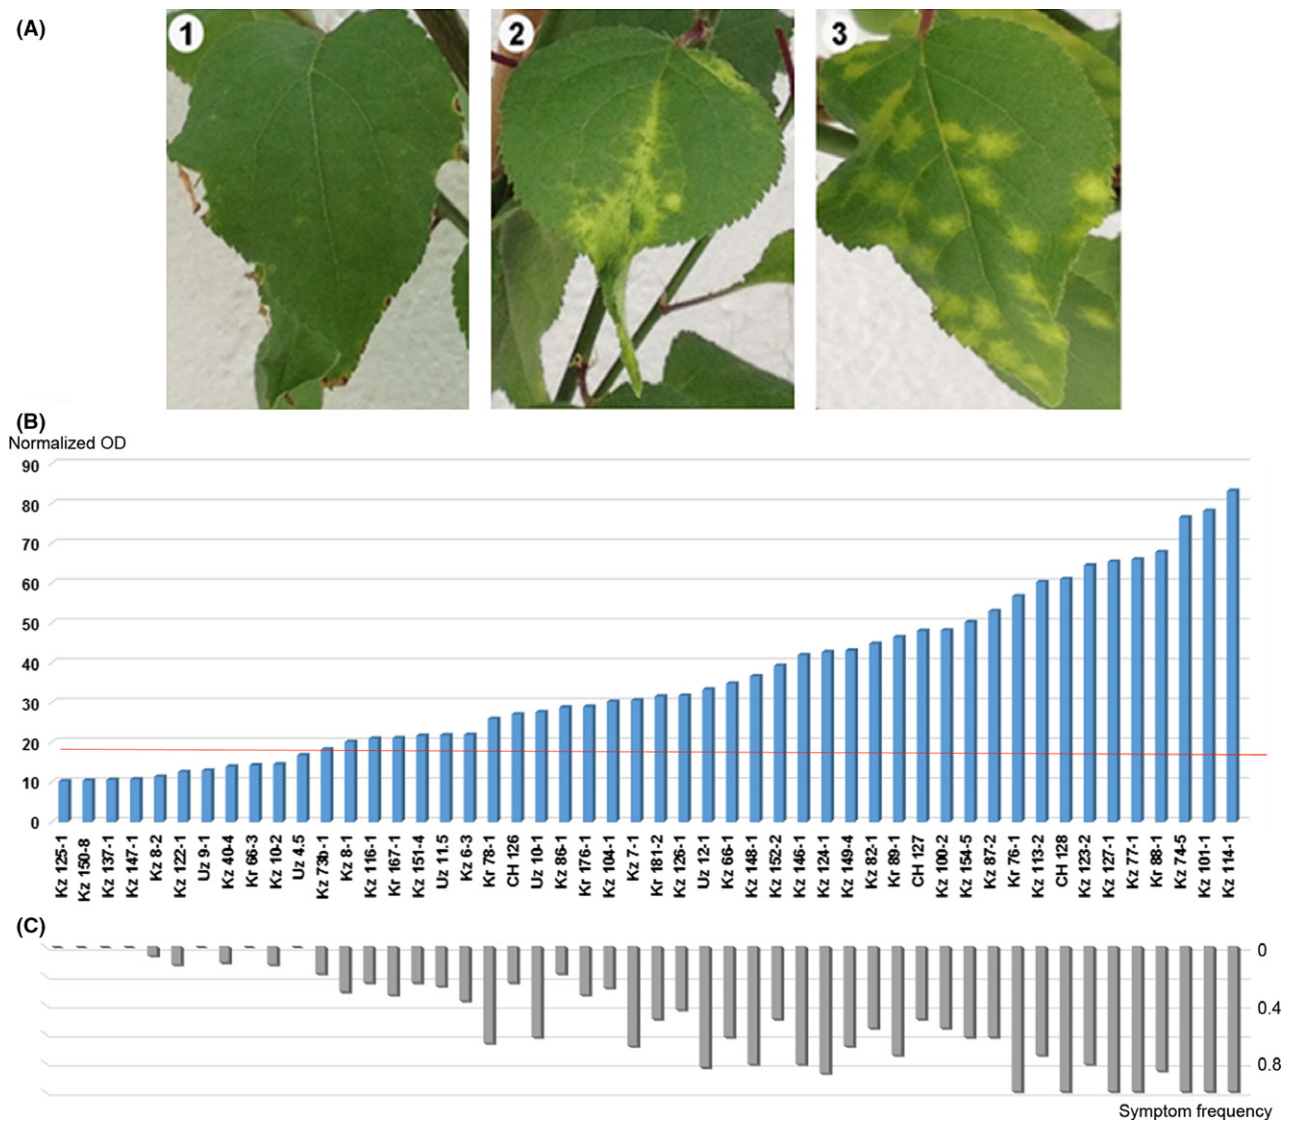 (A)
1 2 3
(B)
Normalized OD
90
80
70
60
50
40
30
20
10
0
Kz 125-1
Kz 150-8
Kz 137-1
Kz 147-1
Kz 8-2
Kz 122-1
Uz 9-1
Kz 40-4
Kr 66-3
Kz 10-2
Uz 4.5
Kz 73b-1
Kz 8-1
Kz 116-1
Kr 167-1
Kz 151-4
Uz 11.5
Kz 6-3
Kr 78-1
CH 126
Uz 10-1
Kz 86-1
Kr 176-1
Kz 104-1
Kz 7-1
Kr 181-2
Kz 126-1
Uz 12-1
Kz 66-1
Kz 148-1
Kz 152-2
Kz 146-1
Kz 124-1
Kz 149-4
Kz 82-1
Kr 89-1
CH 127
Kz 100-2
Kz 154-5
Kz 87-2
Kr 76-1
Kz 113-2
CH 128
Kz 123-2
Kz 127-1
Kz 77-1
Kr 88-1
Kz 74-5
Kz 101-1
Kz 114-1
(C)
0
0.4
0.8
Symptom frequency